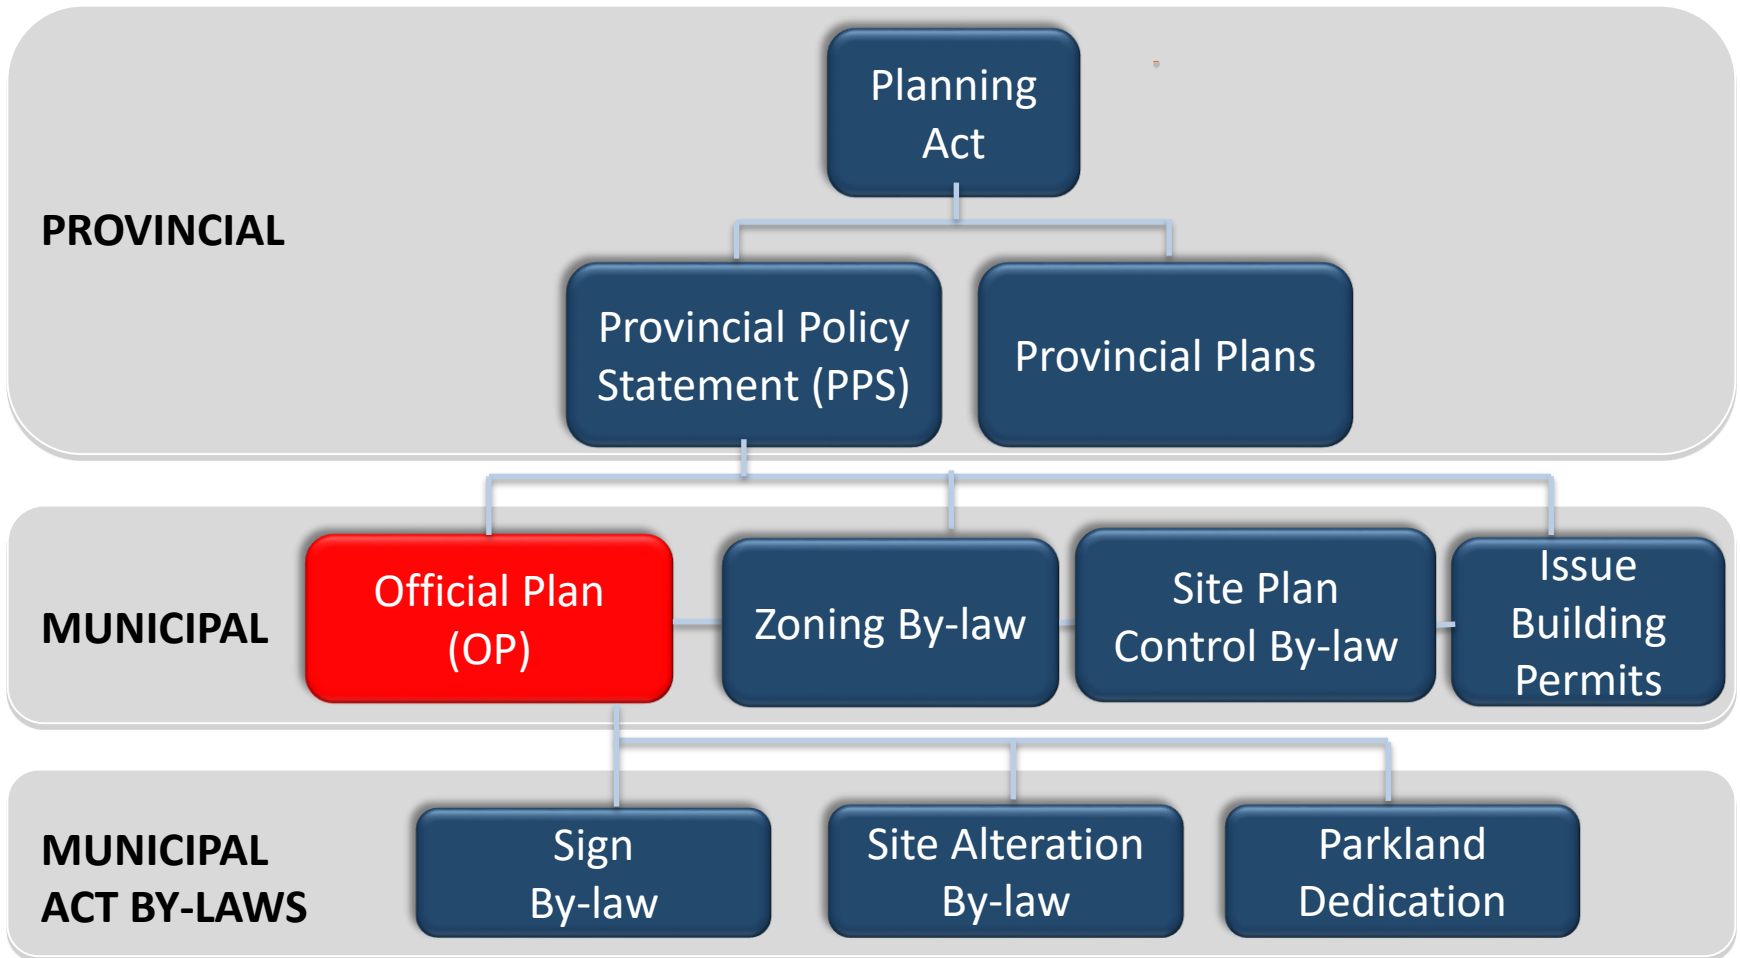 Planning
Act
PROVINCIAL
Provincial Policy
Statement (PPS)
Provincial Plans
MUNICIPAL
Official Plan
(OP)
Zoning By-law
Site Plan
Control By-law
Issue
Building
Permits
MUNICIPAL
ACT BY-LAWS
Sign
By-law
Site Alteration
By-law
Parkland
Dedication